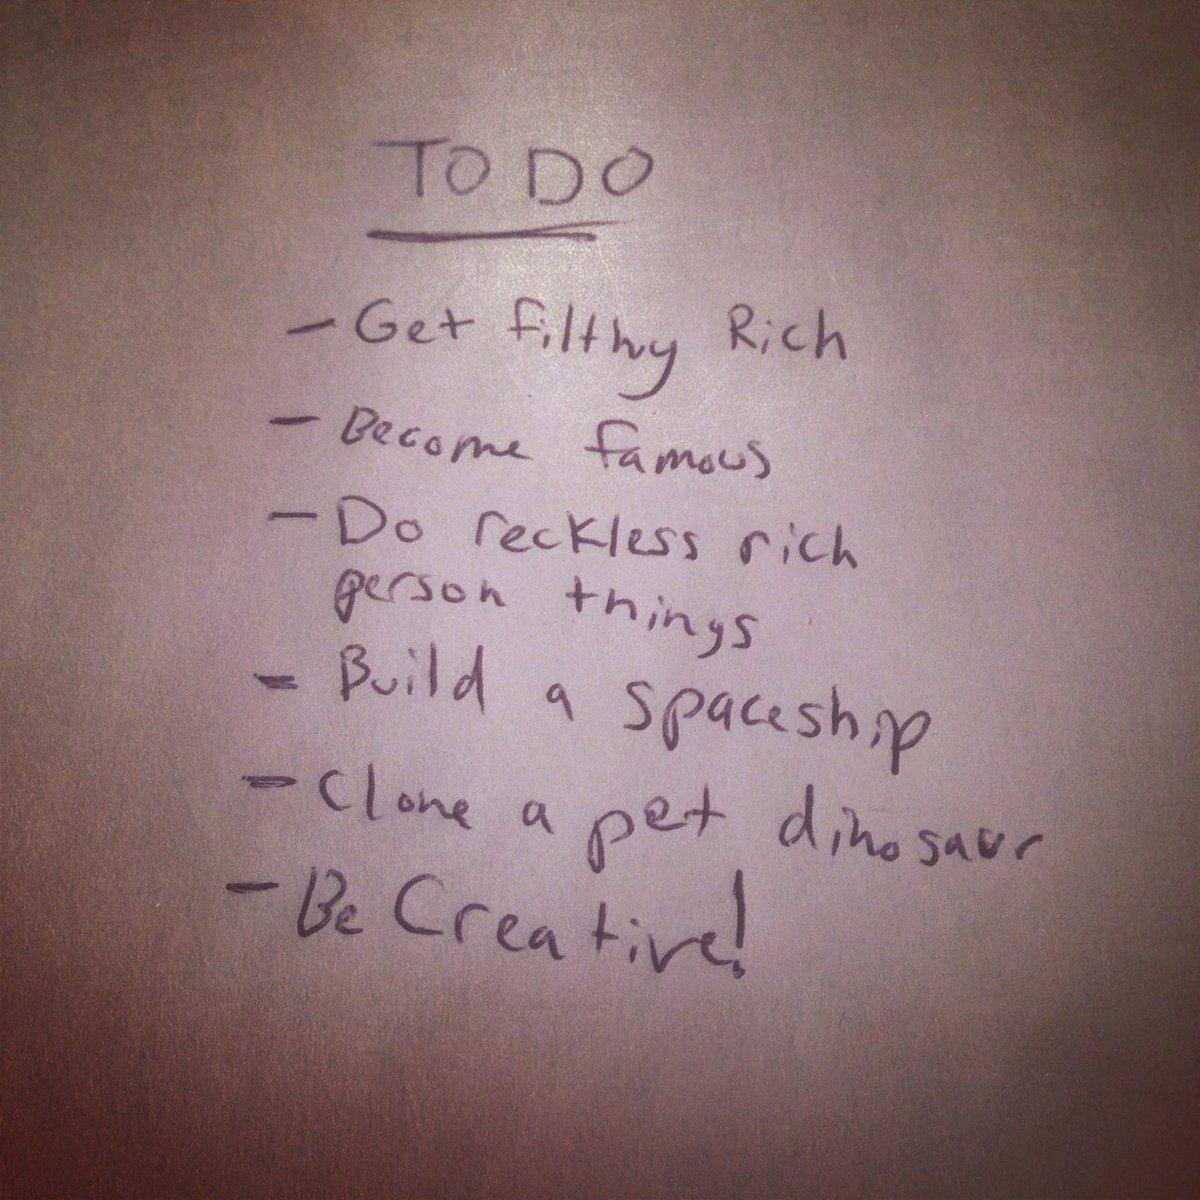 TO DO
- Get filthy Rich
- Become famous
- Do reckless rich
person things
- Build a spaceship
- Clone a pet dinosaur
- Be Creative!